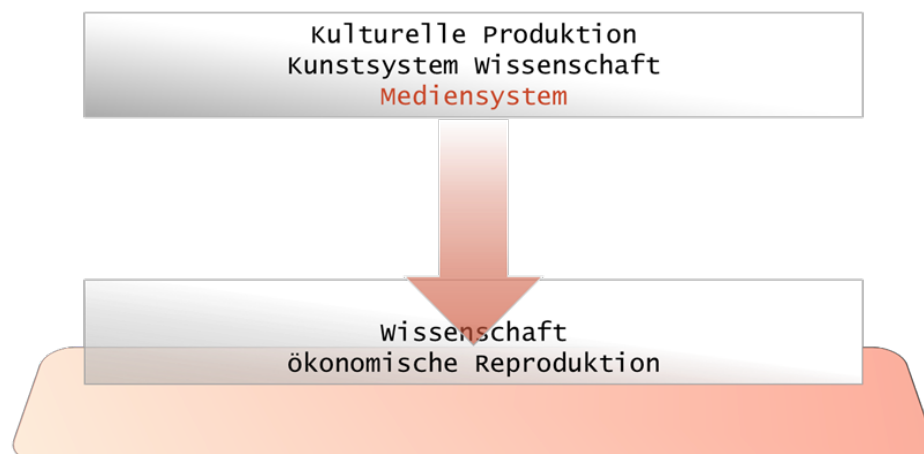 Kulturelle Produktion
Kunstsystem Wissenschaft
Mediensystem
Wissenschaft
ökonomische Reproduktion